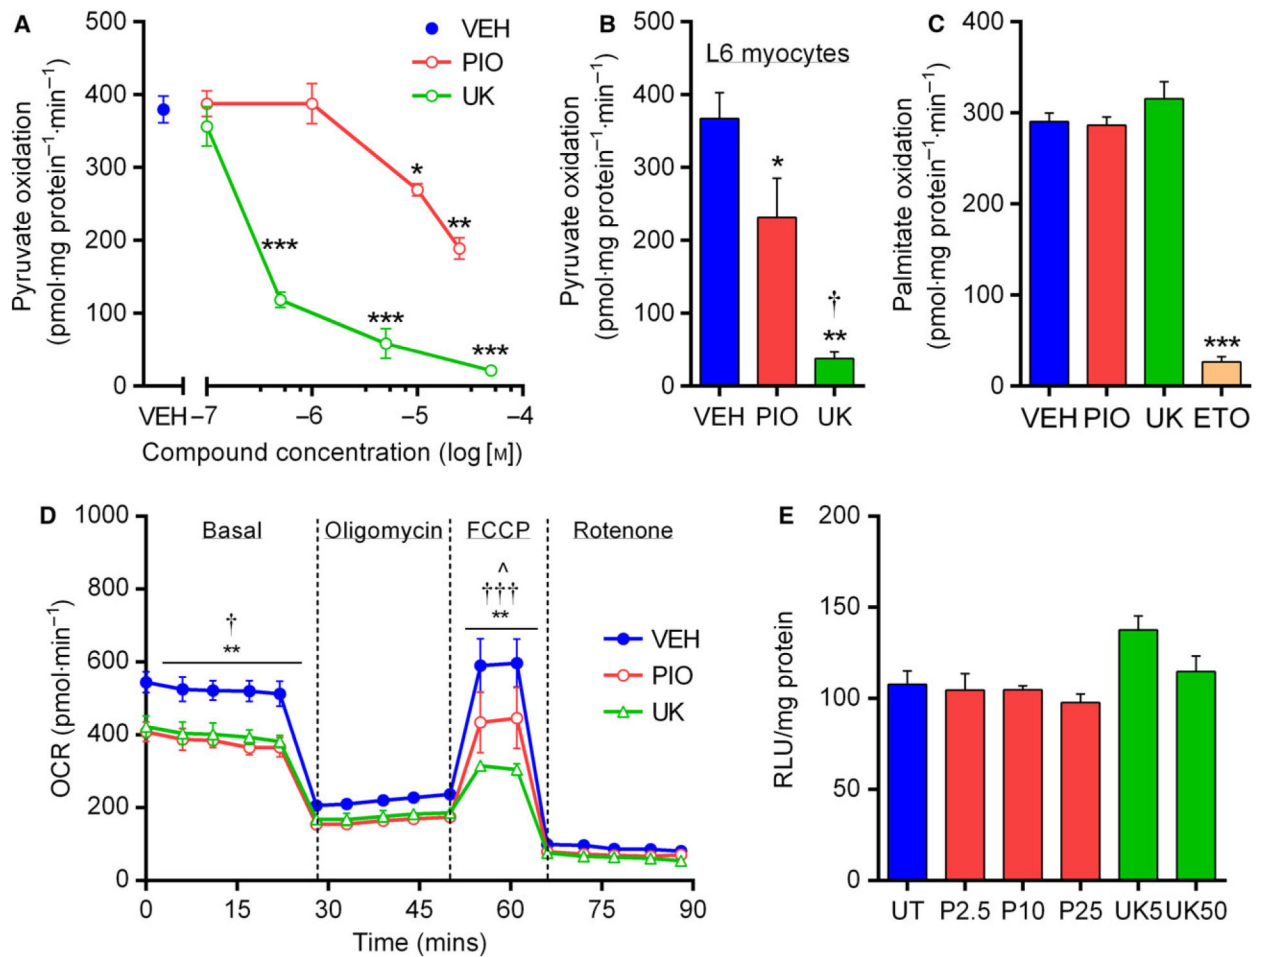 A
Pyruvate oxidation
(pmol·mg protein⁻¹·min⁻¹)
500
400
300
200
100
0
VEH
PIO
UK
*
**
***
***
***
VEH
–7
–6
–5
–4
Compound concentration (log [M])
B
Pyruvate oxidation
(pmol·mg protein⁻¹·min⁻¹)
500
400
300
200
100
0
L6 myocytes
*
†
**
VEH PIO UK
C
Palmitate oxidation
(pmol·mg protein⁻¹·min⁻¹)
400
300
200
100
0
***
VEH PIO UK ETO
D
OCR (pmol·min⁻¹)
1000
800
600
400
200
0
Basal
Oligomycin
FCCP
Rotenone
†
**
^
†††
**
VEH
PIO
UK
0 15 30 45 60 75 90
Time (mins)
E
RLU/mg protein
200
150
100
50
0
UT P2.5 P10 P25 UK5 UK50